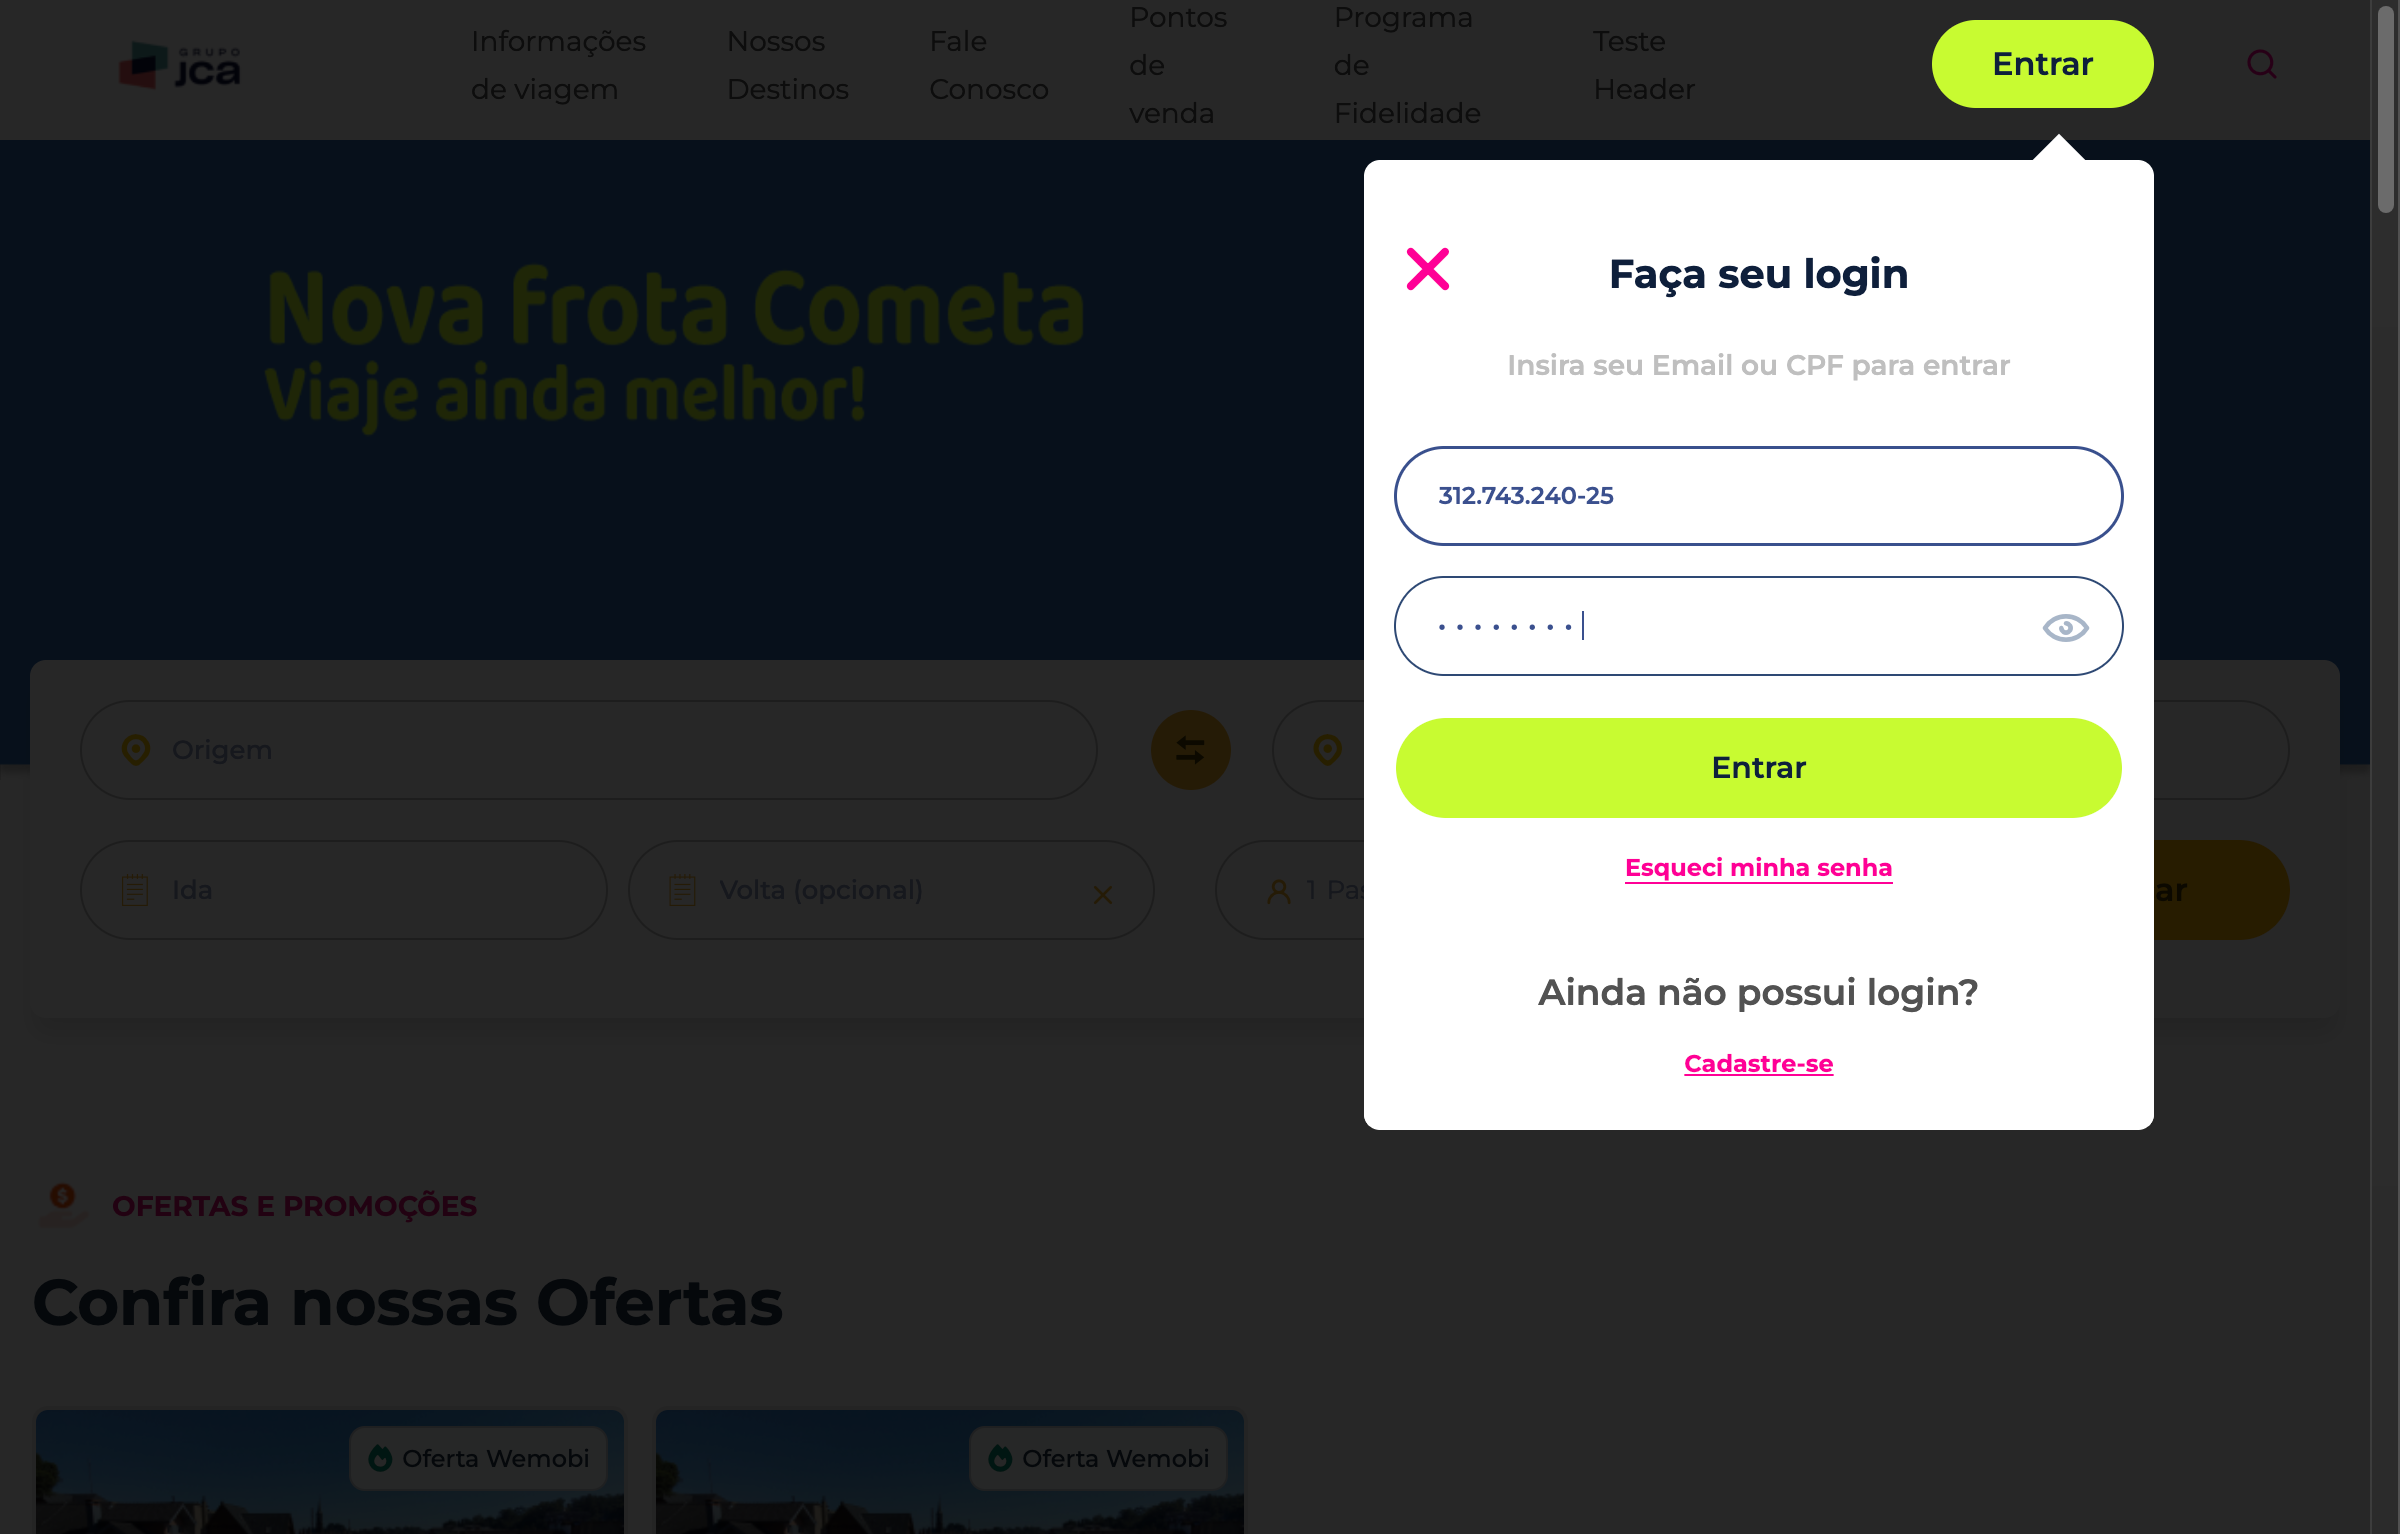 GRUPO
jca
Informações
de viagem
Nossos
Destinos
Fale
Conosco
Pontos
de
venda
Programa
de
Fidelidade
Teste
Header
Entrar
Nova frota Cometa
Viaje ainda melhor!
Faça seu login
Insira seu Email ou CPF para entrar
312.743.240-25
Entrar
Esqueci minha senha
Ainda não possui login?
Cadastre-se
Origem
Ida
Volta (opcional)
1 Pas
ar
OFERTAS E PROMOÇÕES
Confira nossas Ofertas
Oferta Wemobi
Oferta Wemobi